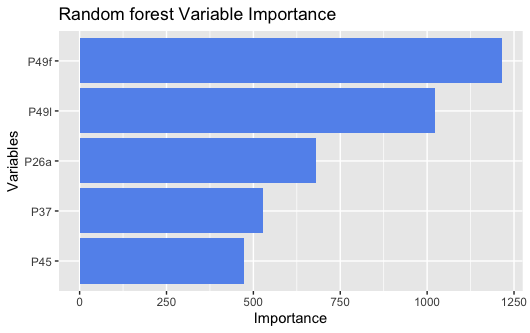 Random forest Variable Importance
Variables
P49f
P49l
P26a
P37
P45
0 250 500 750 1000 1250
Importance